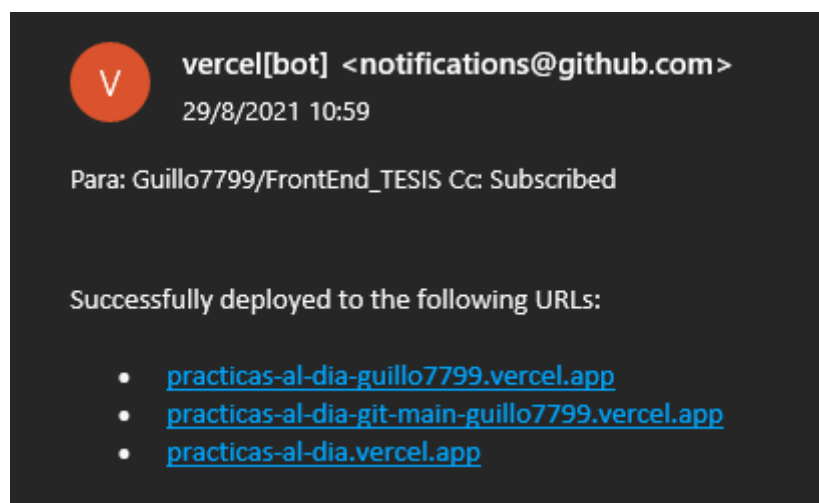 V
vercel[bot] <notifications@github.com>
29/8/2021 10:59
Para: Guillo7799/FrontEnd_TESIS Cc: Subscribed
Successfully deployed to the following URLs:
• practicas-al-dia-guillo7799.vercel.app
• practicas-al-dia-git-main-guillo7799.vercel.app
• practicas-al-dia.vercel.app